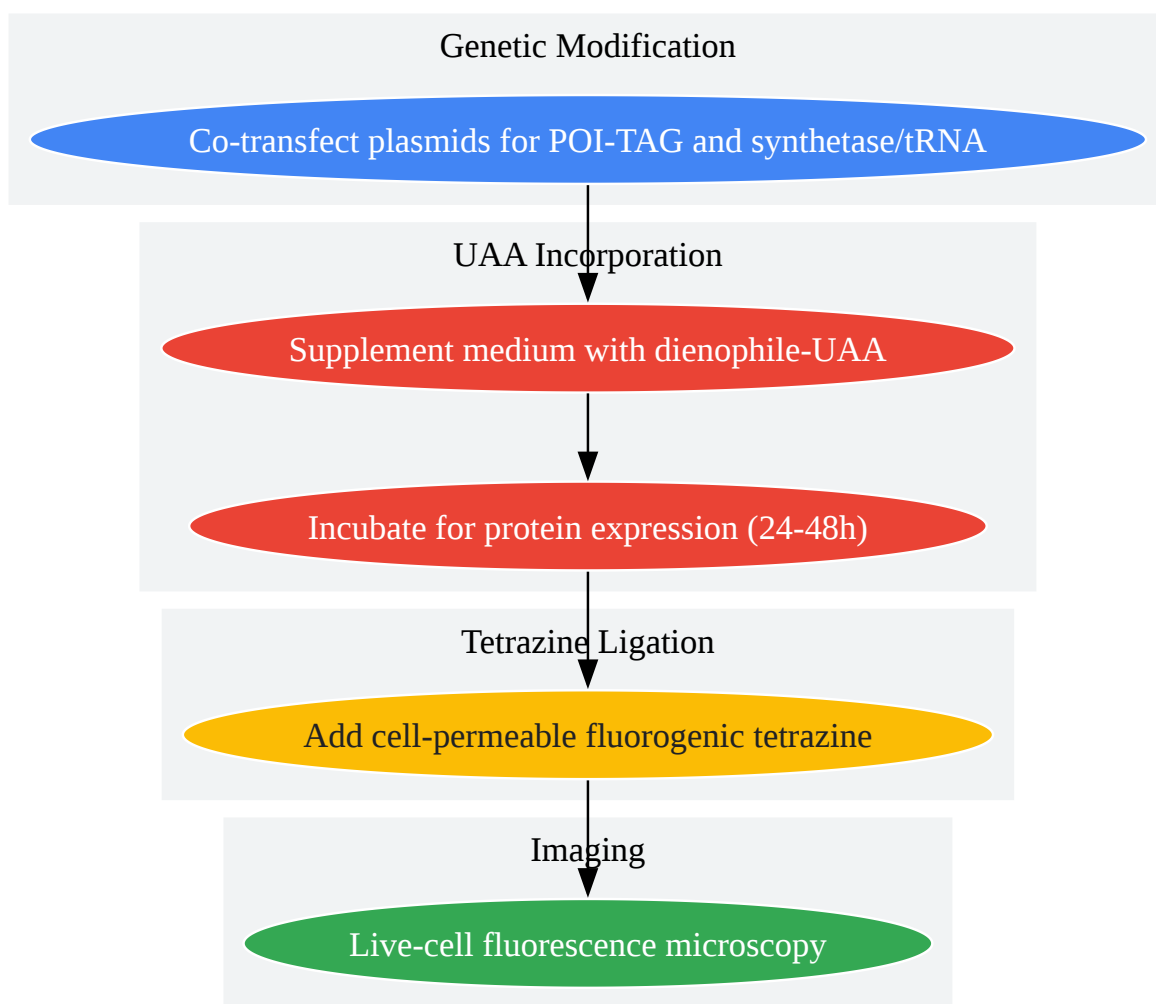 Genetic Modification
Co-transfect plasmids for POI-TAG and synthetase/tRNA
UAA Incorporation
Supplement medium with dienophile-UAA
Incubate for protein expression (24-48h)
Tetrazine Ligation
Add cell-permeable fluorogenic tetrazine
Imaging
Live-cell fluorescence microscopy